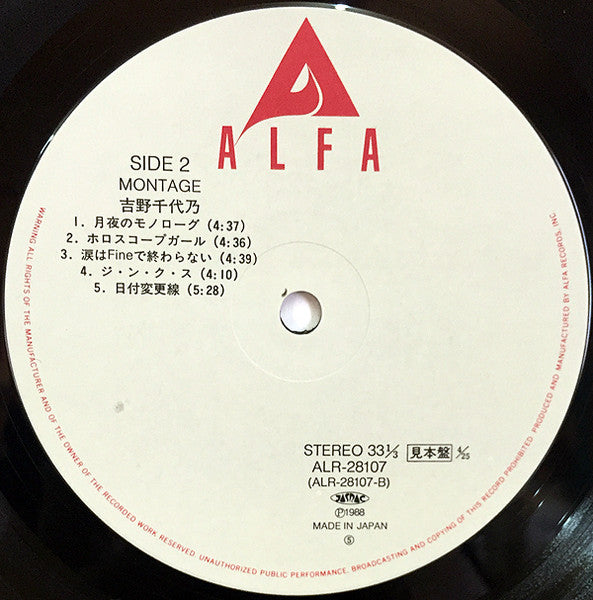 ALFA
SIDE 2
MONTAGE
吉野千代乃
1. 月夜のモノローグ (4:37)
2. ホロスコープガール (4:36)
3. 涙はFineで終わらない (4:39)
4. ジ・ン・ク・ス (4:10)
5. 日付変更線 (5:28)
STEREO 33⅓ 見本盤 6/25
ALR-28107
(ALR-28107-B)
JASRAC
Ⓟ1988
MADE IN JAPAN
⑤
WARNING: ALL RIGHTS OF THE MANUFACTURER AND OF THE OWNER OF THE RECORDED WORK RESERVED. UNAUTHORIZED PUBLIC PERFORMANCE, BROADCASTING AND COPYING OF THIS RECORD PROHIBITED. PRODUCED AND MANUFACTURED BY ALFA RECORDS, INC.